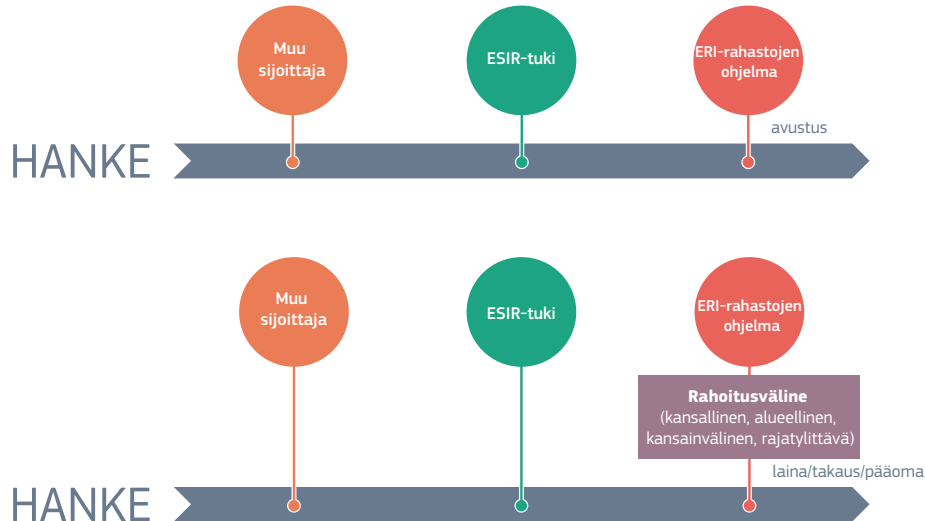 Muu
sijoittaja
ESIR-tuki
ERI-rahastojen
ohjelma
avustus
HANKE
Muu
sijoittaja
ESIR-tuki
ERI-rahastojen
ohjelma
Rahoitusväline
(kansallinen, alueellinen,
kansainvälinen, rajatylittävä)
laina/takaus/pääoma
HANKE